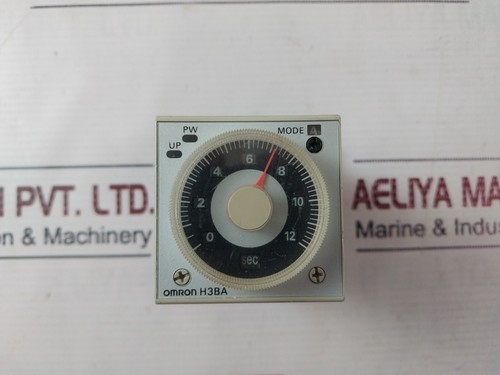 PW
UP
MODE A
6
4
8
I PVT. LTD.
AELIYA MA
2
10
on & Machinery
Marine & Indus
0
12
sec
OMRON H3BA